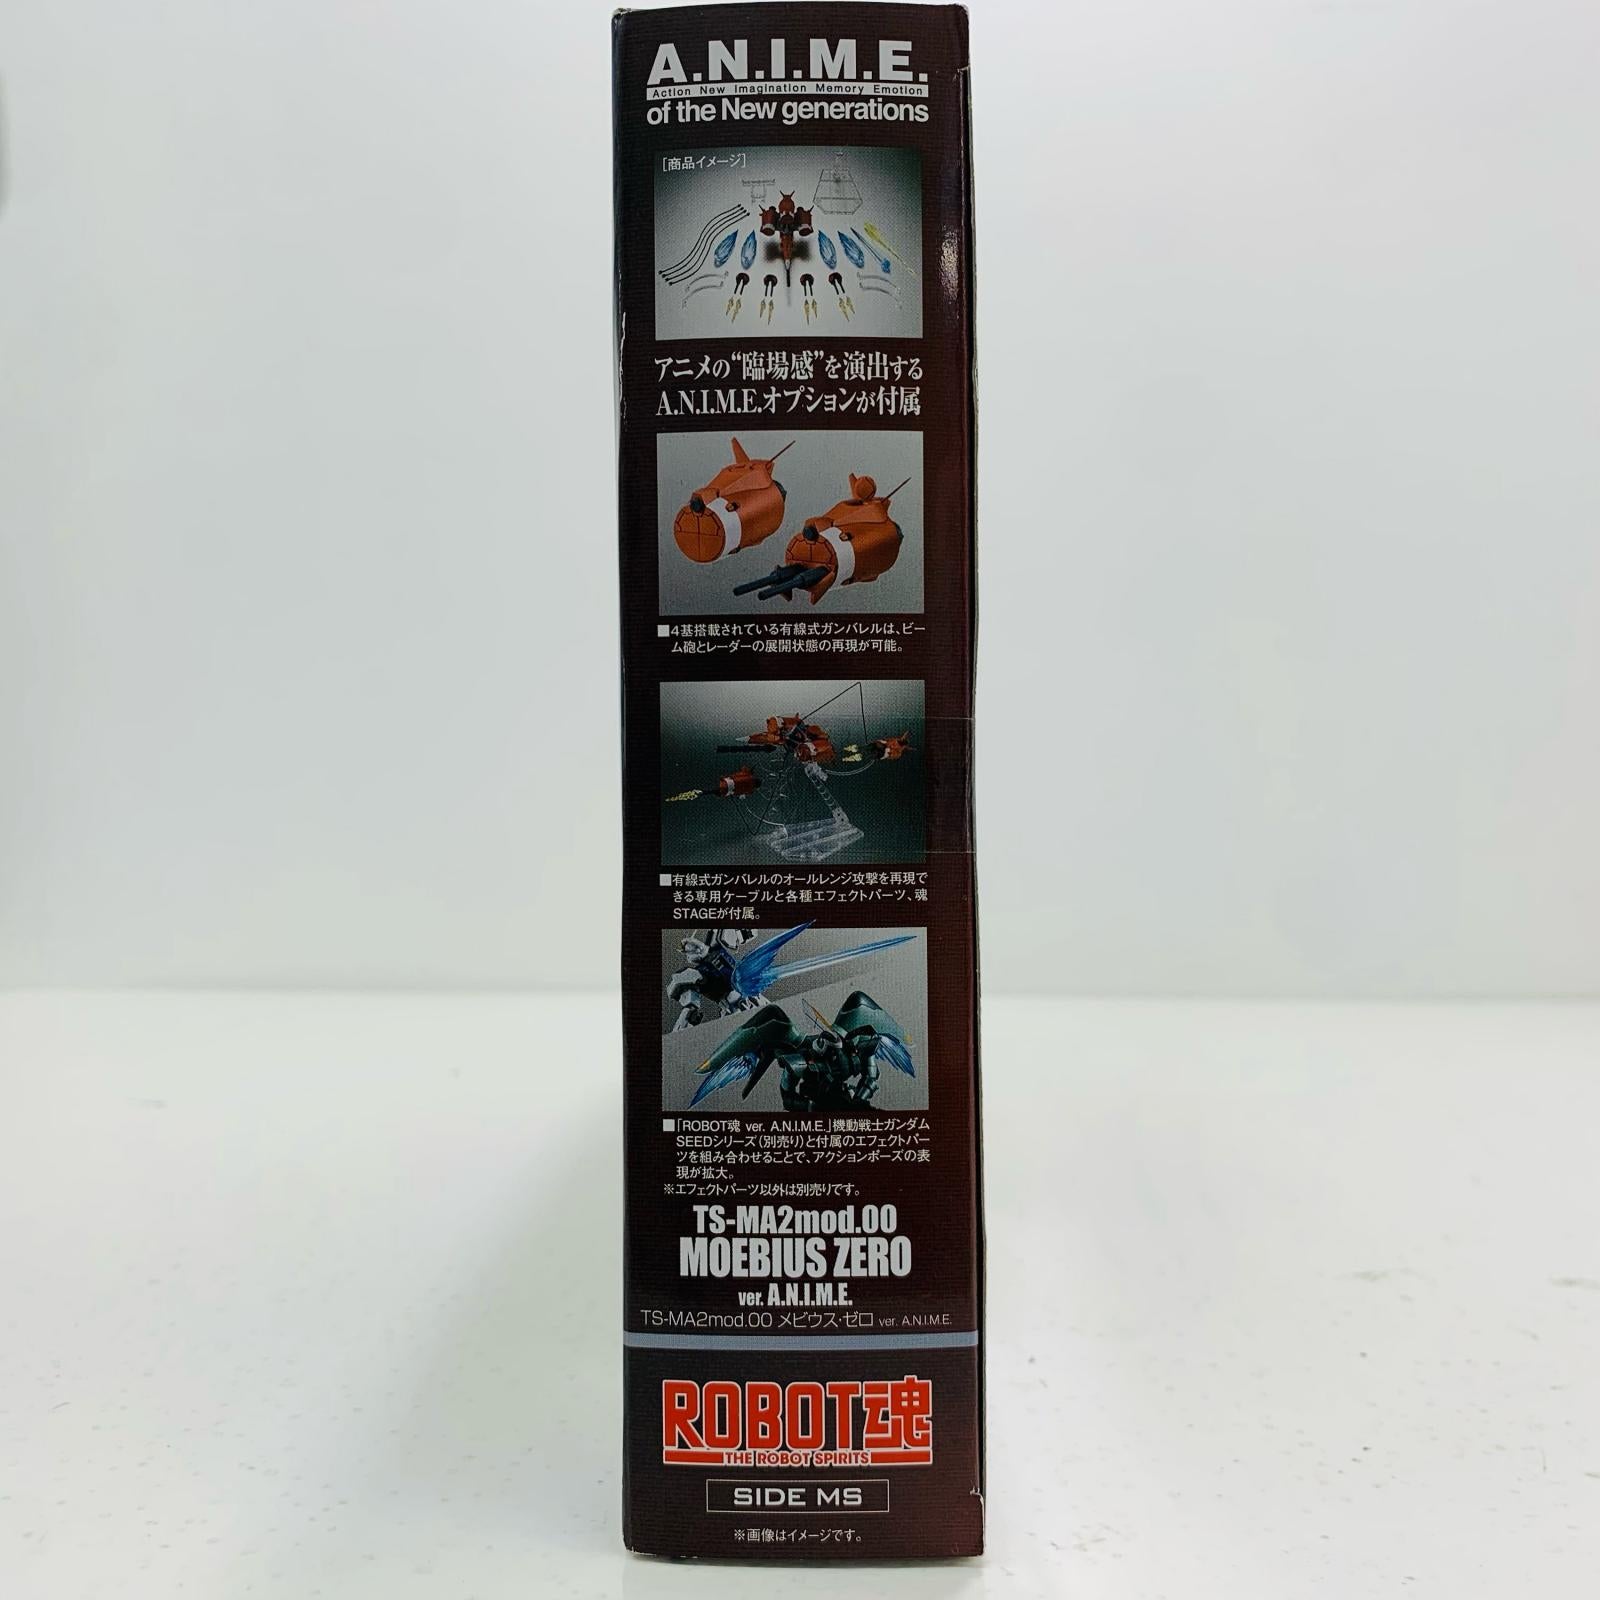 A.N.I.M.E.
Action New Imagination Memory Emotion
of the New generations
[商品イメージ]
アニメの“臨場感”を演出する
A.N.I.M.E.オプションが付属
■4基搭載されている有線式ガンバレルは、ビー
ム砲とレーダーの展開状態の再現が可能。
■有線式ガンバレルのオールレンジ攻撃を再現で
きる専用ケーブルと各種エフェクトパーツ、魂
STAGEが付属。
■「ROBOT魂 ver. A.N.I.M.E.」機動戦士ガンダム
SEEDシリーズ(別売り)と付属のエフェクトパー
ツを組み合わせることで、アクションポーズの表
現が拡大。
※エフェクトパーツ以外は別売りです。
TS-MA2mod.00
MOEBIUS ZERO
ver. A.N.I.M.E.
TS-MA2mod.00 メビウス・ゼロ ver. A.N.I.M.E.
ROBOT魂
THE ROBOT SPIRITS
SIDE MS
※画像はイメージです。